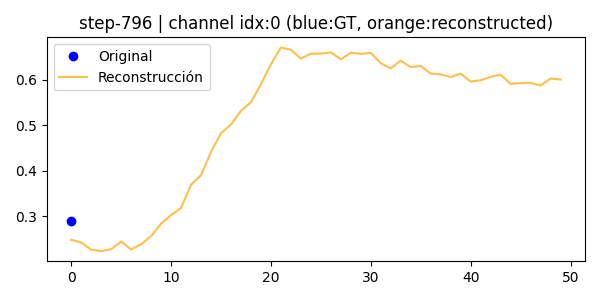 step-796 | channel idx:0 (blue:GT, orange:reconstructed)
Original
Reconstrucción
0.6
0.5
0.4
0.3
0 10 20 30 40 50